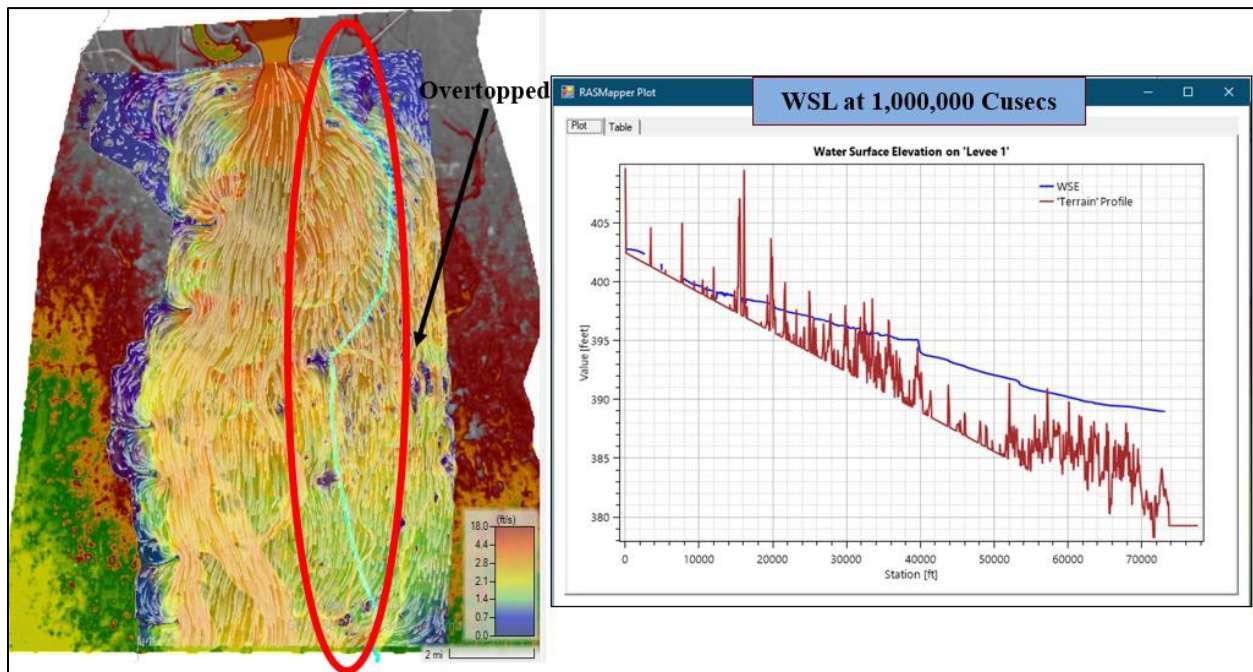 Overtopped
18.0
4.4
2.8
2.1
1.4
0.7
0.0
(ft/s)
2 mi
RASMapper Plot
WSL at 1,000,000 Cusecs
Plot
Table
Water Surface Elevation on 'Levee 1'
WSE
'Terrain' Profile
Value [feet]
405
400
395
390
385
380
0
10000
20000
30000
40000
50000
60000
70000
Station [ft]